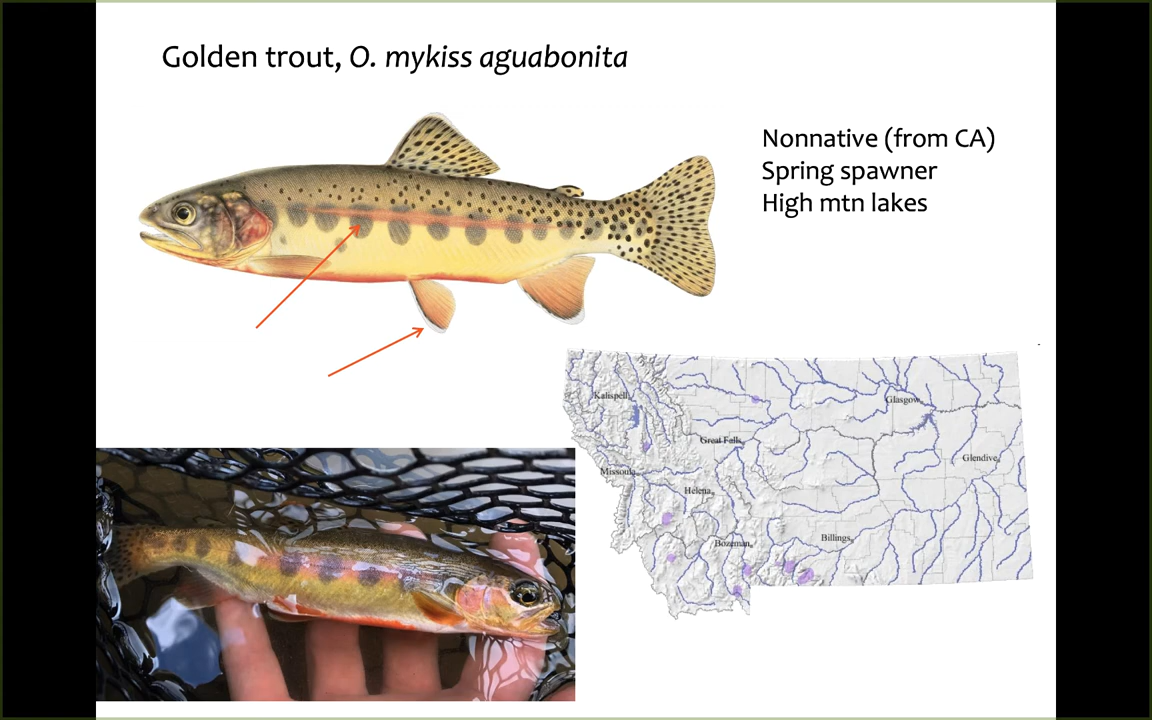 Golden trout, O. mykiss aguabonita
Nonnative (from CA)
Spring spawner
High mtn lakes
Kalispell
Glasgow
Great Falls
Glendive
Missoula
Helena
Billings
Bozeman